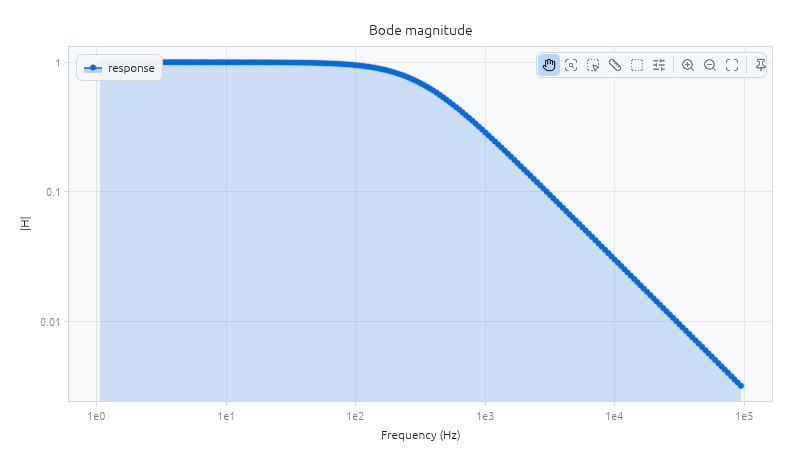 Bode magnitude
response
1
0.1
0.01
|H|
1e0 1e1 1e2 1e3 1e4 1e5
Frequency (Hz)